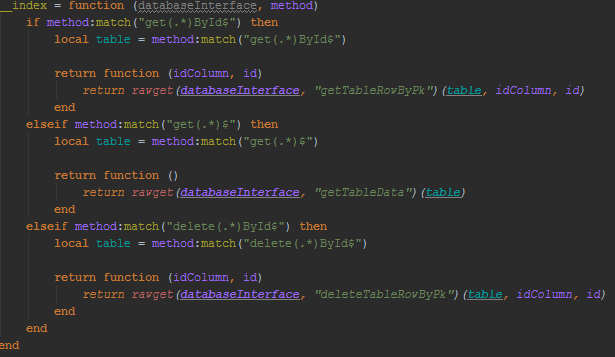 __index = function (databaseInterface, method)
if method:match("get(.*)ById$") then
local table = method:match("get(.*)ById$")
return function (idColumn, id)
return rawget(databaseInterface, "getTableRowByPk")(table, idColumn, id)
end
elseif method:match("get(.*)$") then
local table = method:match("get(.*)$")
return function ()
return rawget(databaseInterface, "getTableData")(table)
end
elseif method:match("delete(.*)ById$") then
local table = method:match("delete(.*)ById$")
return function (idColumn, id)
return rawget(databaseInterface, "deleteTableRowByPk")(table, idColumn, id)
end
end
end